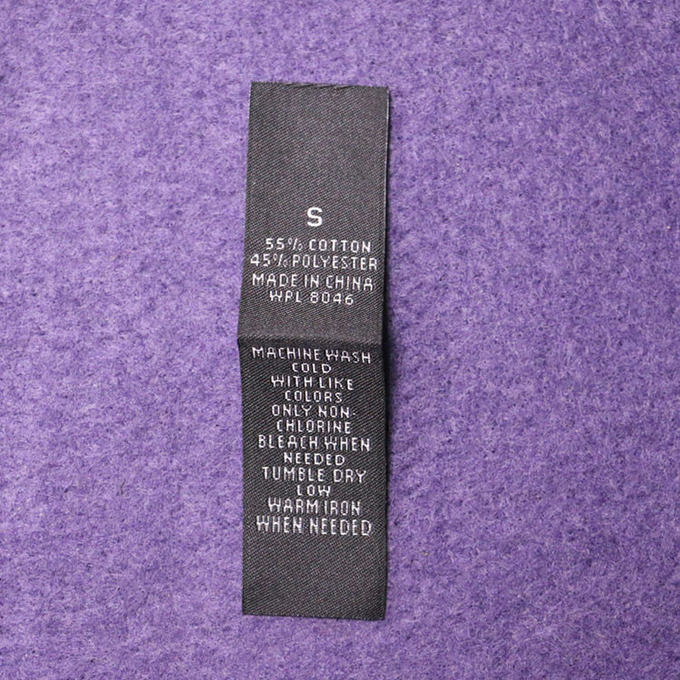 S
55% COTTON
45% POLYESTER
MADE IN CHINA
WPL 8046
MACHINE WASH
COLD
WITH LIKE
COLORS
ONLY NON-
CHLORINE
BLEACH WHEN
NEEDED
TUMBLE DRY
LOW
WARM IRON
WHEN NEEDED